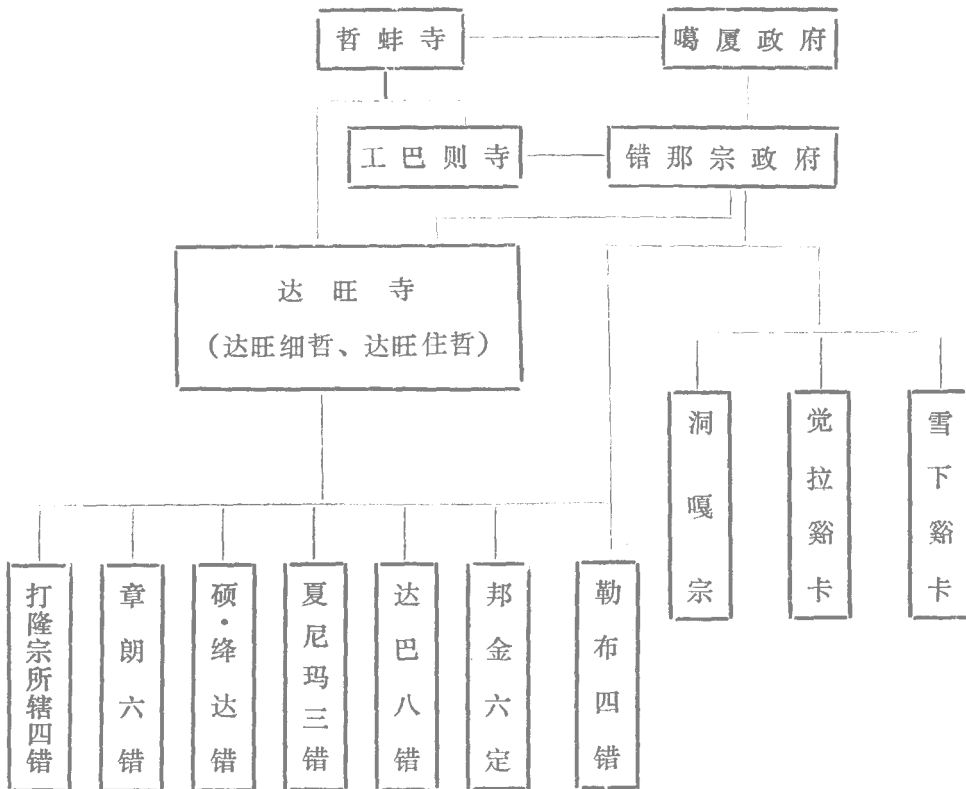 哲蚌寺
噶厦政府
工巴则寺
错那宗政府
达旺寺
(达旺细哲、达旺住哲)
洞嘎宗
觉拉谿卡
雪下谿卡
打隆宗所辖四错
章朗六错
硕·绛达错
夏尼玛三错
达巴八错
邦金六定
勒布四错